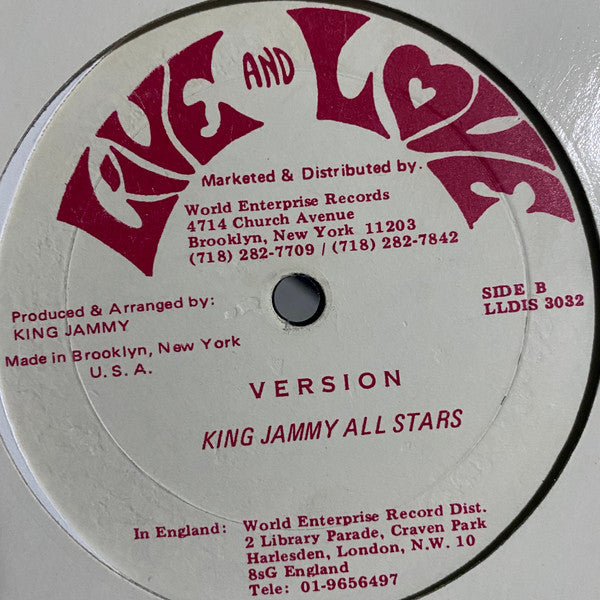 LIVE AND LOVE
Marketed & Distributed by.
World Enterprise Records
4714 Church Avenue
Brooklyn, New York 11203
(718) 282-7709 / (718) 282-7842
Produced & Arranged by:
KING JAMMY
Made in Brooklyn, New York
U. S. A.
SIDE B
LLDIS 3032
VERSION
KING JAMMY ALL STARS
In England: World Enterprise Record Dist.
2 Library Parade, Craven Park
Harlesden, London, N.W. 10
8sG England
Tele: 01-9656497